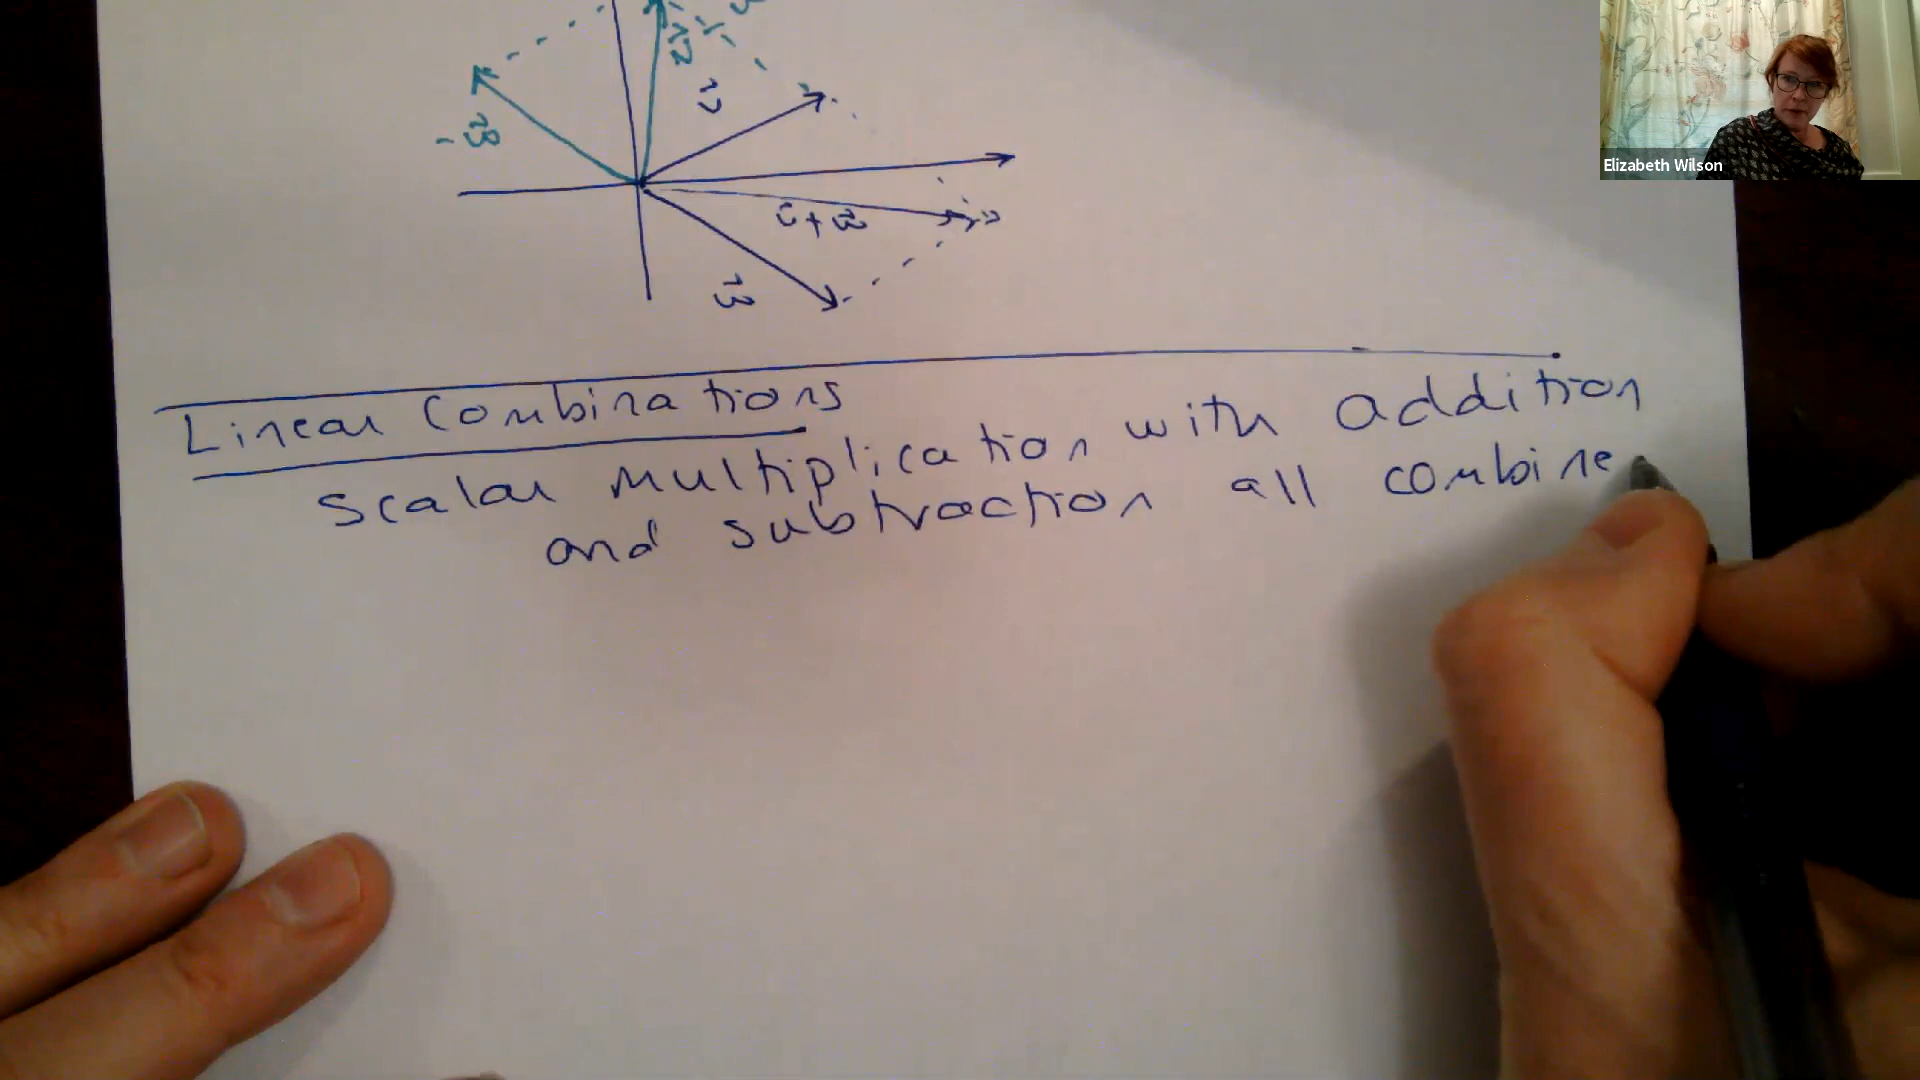 Elizabeth Wilson
-w⃗
v⃗
v⃗+w⃗
w⃗
Linear Combinations
scalar multiplication with addition
and subtraction all combine